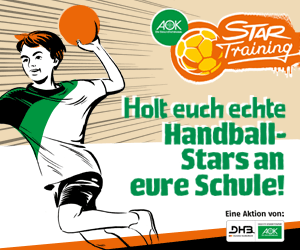 AOK
STAR
Training
Holt euch echte
Handball-
Stars an
eure Schule!
Eine Aktion von:
DHB
AOK